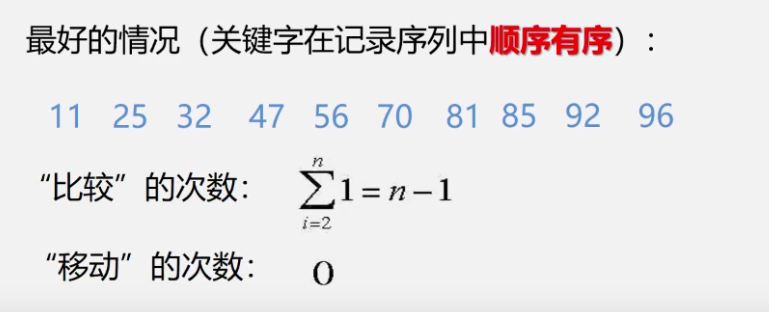 最好的情况（关键字在记录序列中顺序有序）：
11 25 32 47 56 70 81 85 92 96
“比较”的次数： $\sum_{i=2}^{n} 1 = n - 1$
“移动”的次数： 0